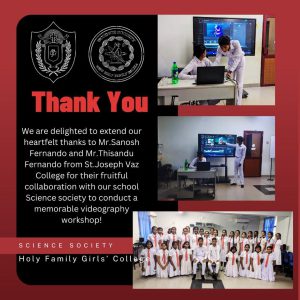 Thank You
We are delighted to extend our
heartfelt thanks to Mr.Sanosh
Fernando and Mr.Thisandu
Fernando from St.Joseph Vaz
College for their fruitful
collaboration with our school
Science society to conduct a
memorable videography
workshop!
SCIENCE SOCIETY
Holy Family Girls' College